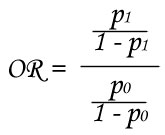 p1
1 - p1
OR =
p0
1 - p0